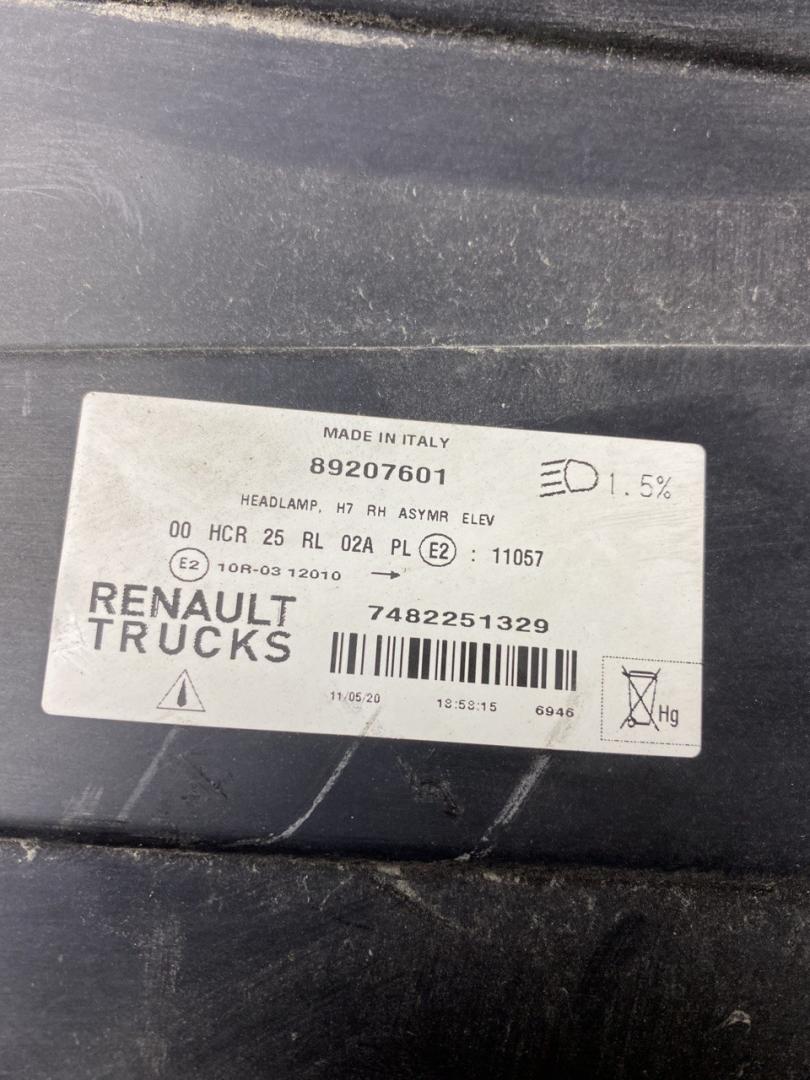 MADE IN ITALY
89207601
1.5%
HEADLAMP, H7 RH ASYMR ELEV
00 HCR 25 RL 02A PL E2 : 11057
E2 10R-03 12010 →
RENAULT
TRUCKS
7482251329
11/05/20 18:58:15 6946
Hg